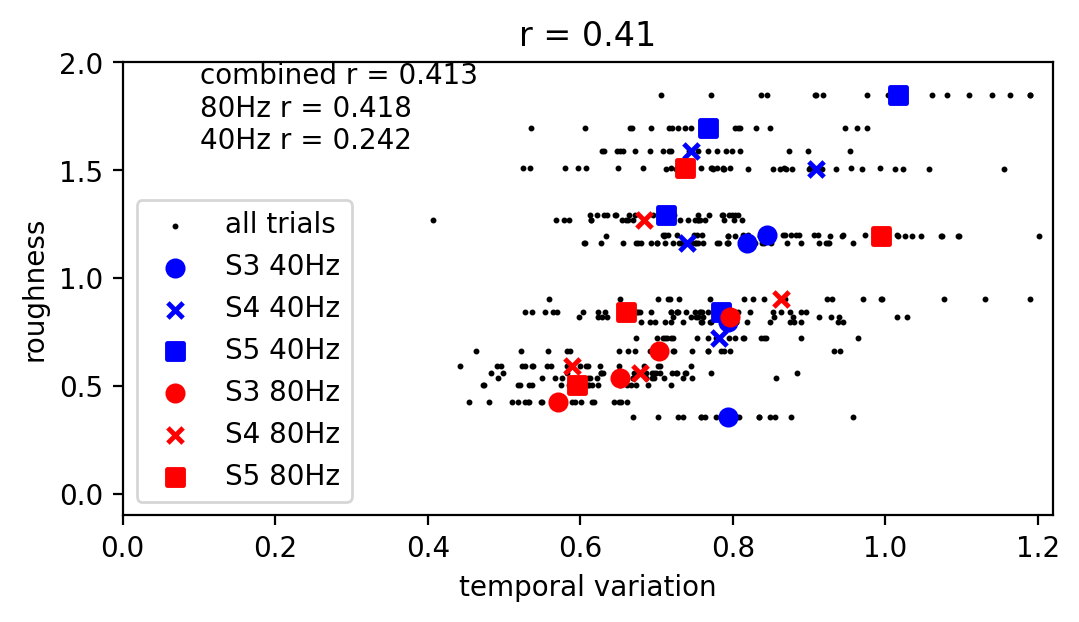 r = 0.41
combined r = 0.413
80Hz r = 0.418
40Hz r = 0.242
all trials
S3 40Hz
S4 40Hz
S5 40Hz
S3 80Hz
S4 80Hz
S5 80Hz
roughness
2.0
1.5
1.0
0.5
0.0
0.0 0.2 0.4 0.6 0.8 1.0 1.2
temporal variation